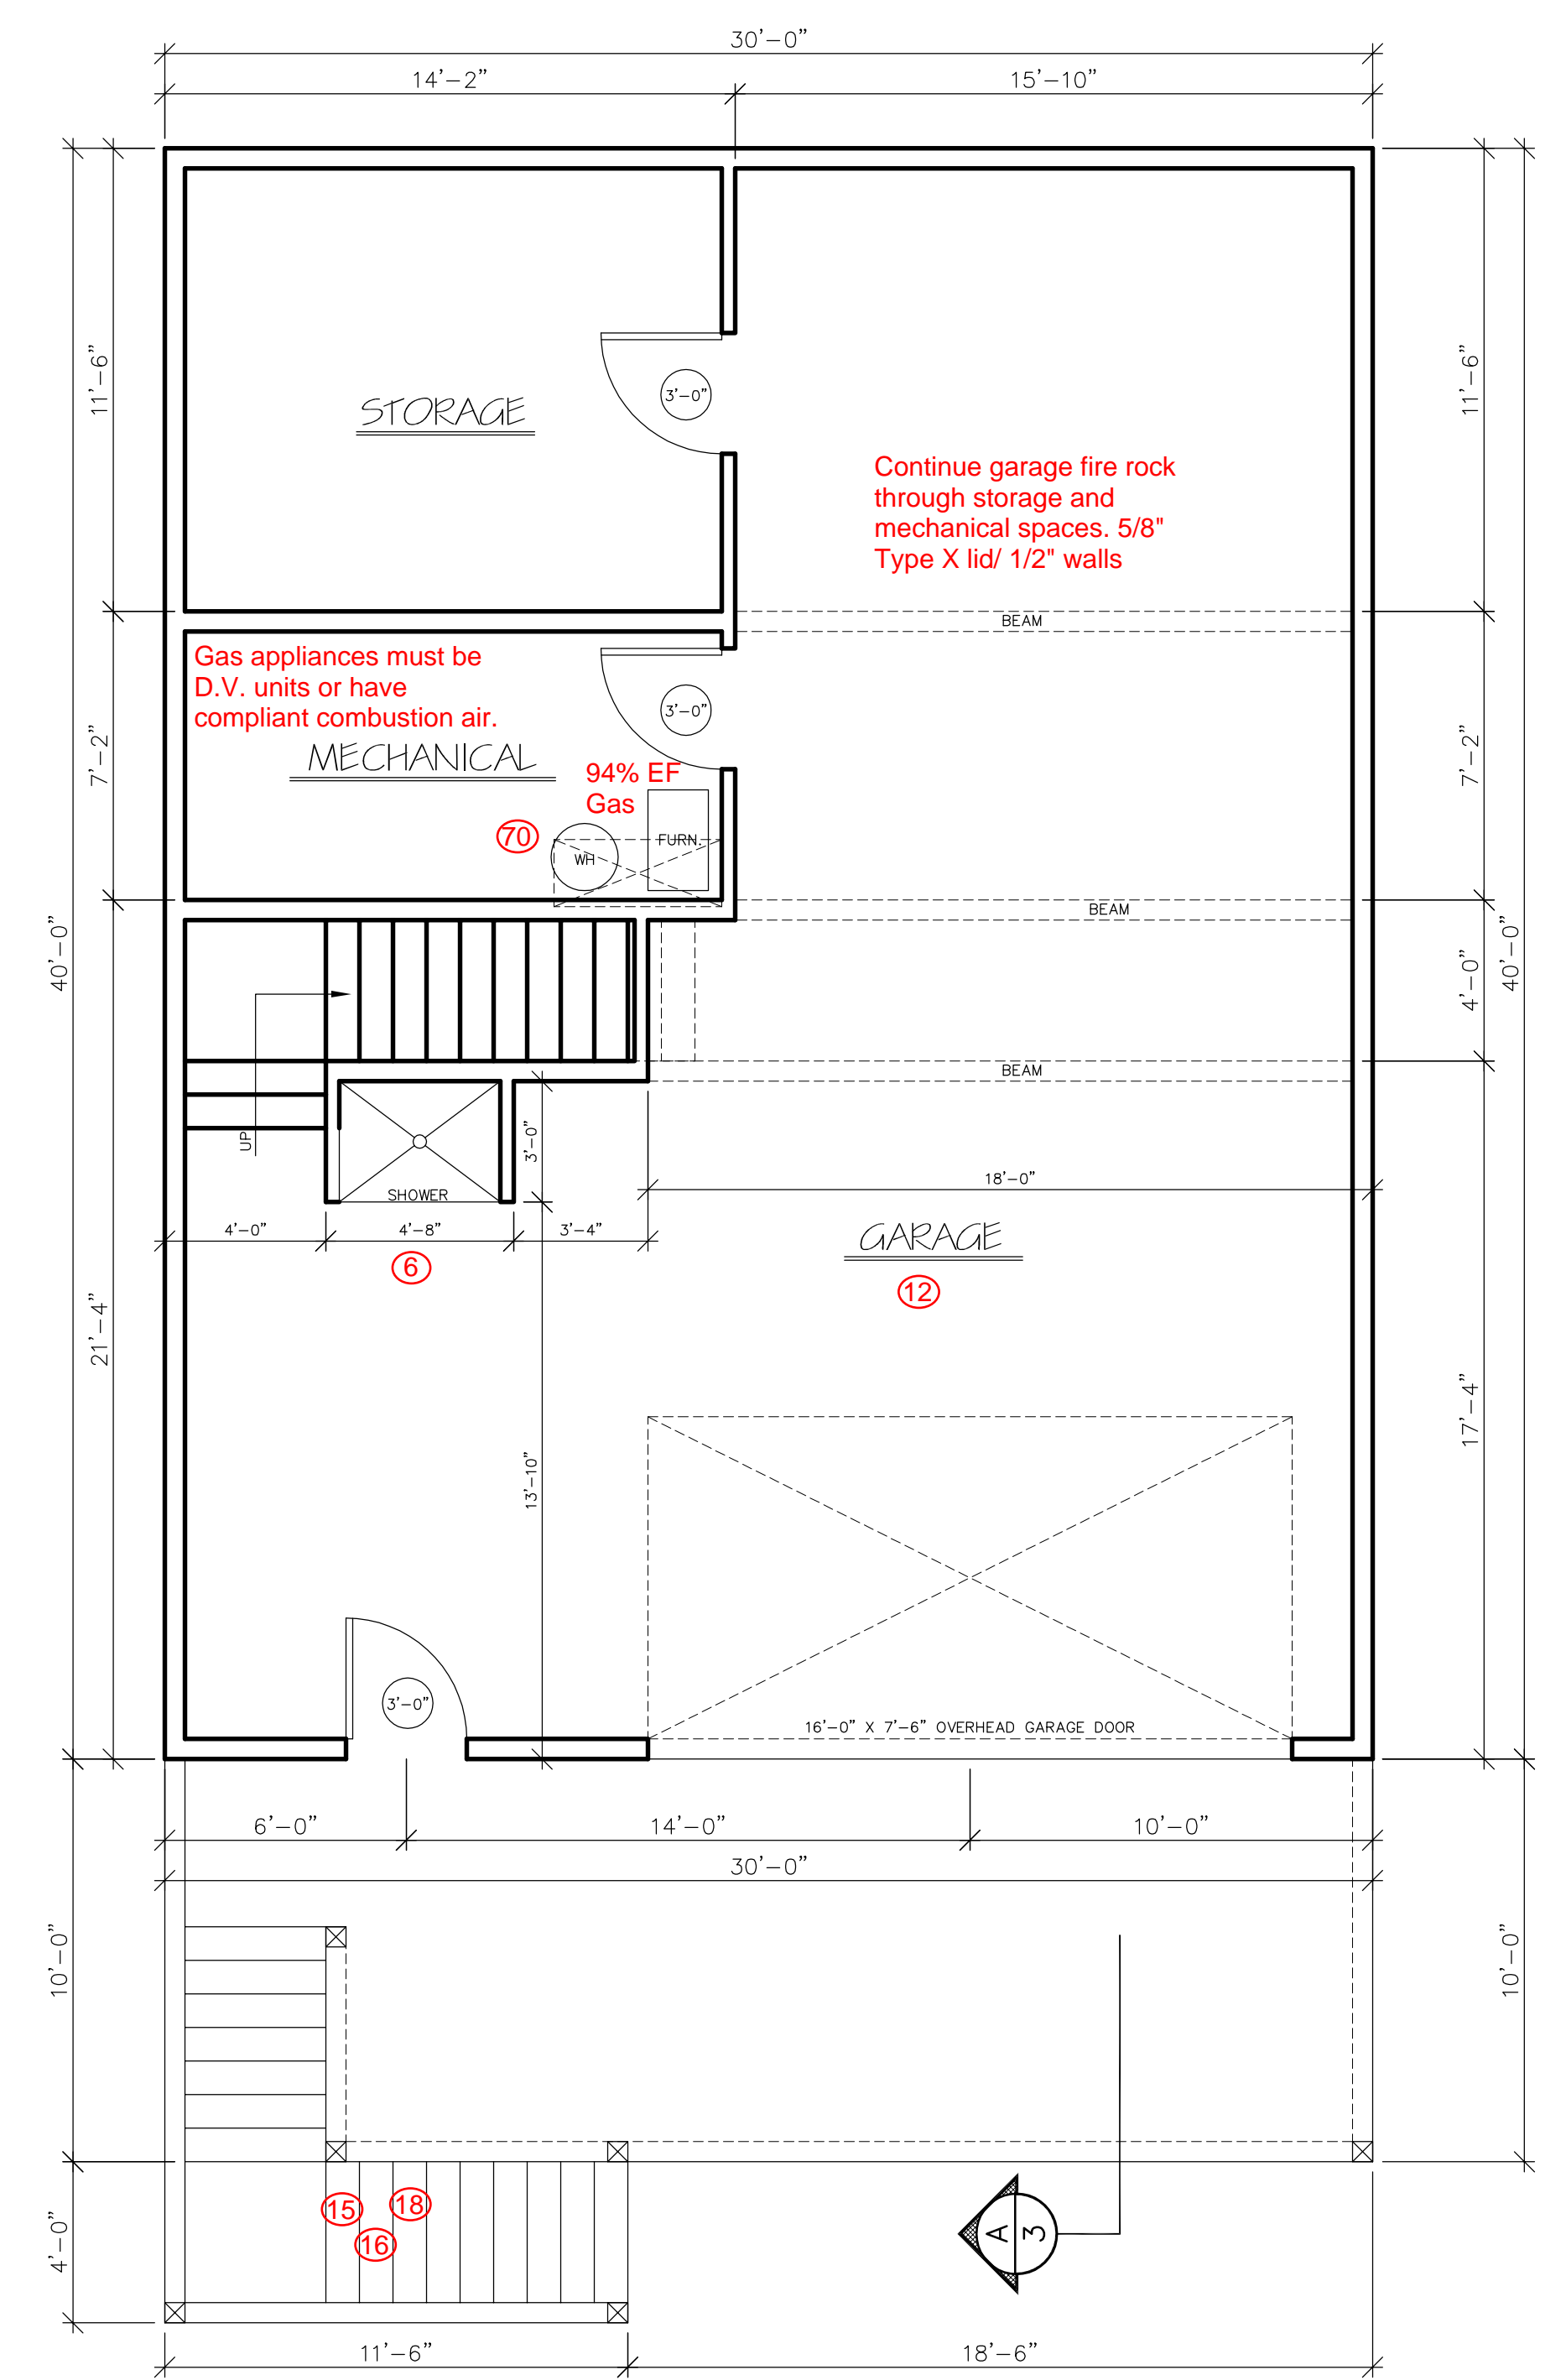 30'-0"
14'-2"
15'-10"
11'-6"
11'-6"
3'-0"
STORAGE
Continue garage fire rock
through storage and
mechanical spaces. 5/8"
Type X lid/ 1/2" walls
BEAM
Gas appliances must be
D.V. units or have
compliant combustion air.
3'-0"
7'-2"
7'-2"
MECHANICAL
94% EF
Gas
70
FURN.
WH
BEAM
40'-0"
40'-0"
4'-0"
BEAM
UP
3'-0"
18'-0"
SHOWER
4'-0"
4'-8"
3'-4"
GARAGE
6
12
21'-4"
17'-4"
13'-10"
3'-0"
16'-0" X 7'-6" OVERHEAD GARAGE DOOR
6'-0"
14'-0"
10'-0"
30'-0"
10'-0"
10'-0"
15
18
16
A
3
4'-0"
11'-6"
18'-6"